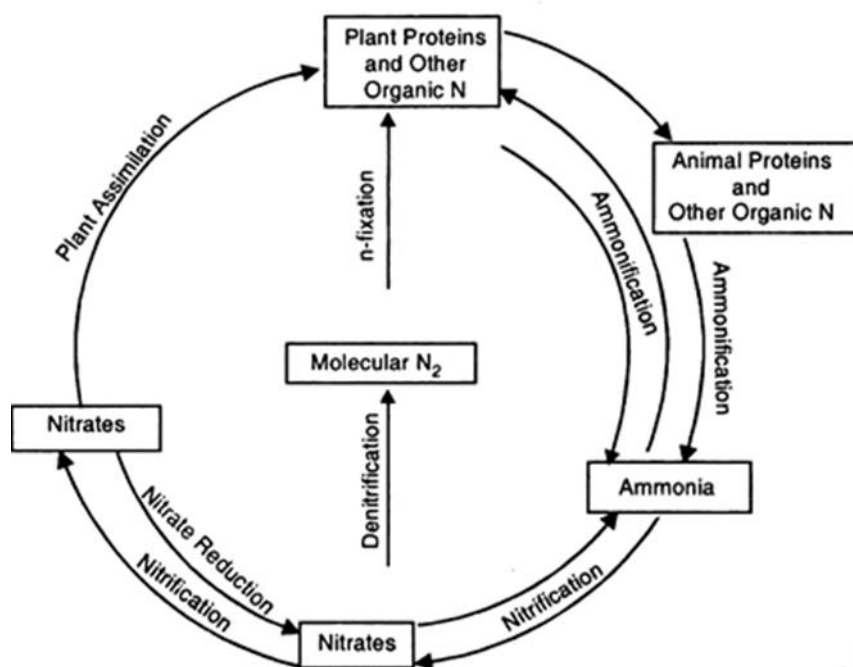 Plant Proteins
and Other
Organic N
Plant Assimilation
n-fixation
Ammonification
Animal Proteins
and
Other Organic N
Ammonification
Molecular N2
Nitrates
Denitrification
Ammonia
Nitrate Reduction
Nitrification
Nitrification
Nitrates